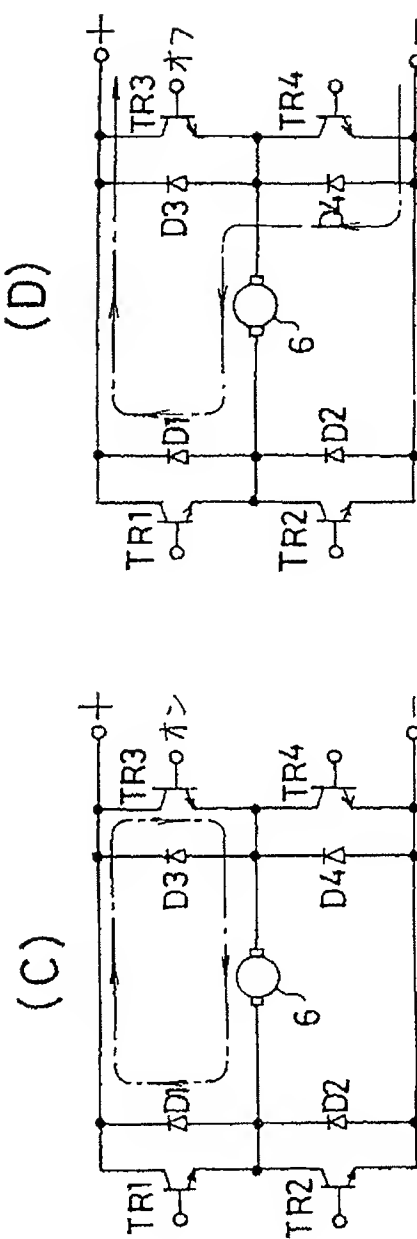 (C)
+
TR1
D1
D3
TR3
オン
6
TR2
D2
D4
TR4
-
(D)
+
TR1
D1
D3
TR3
オフ
6
TR2
D2
D4
TR4
-